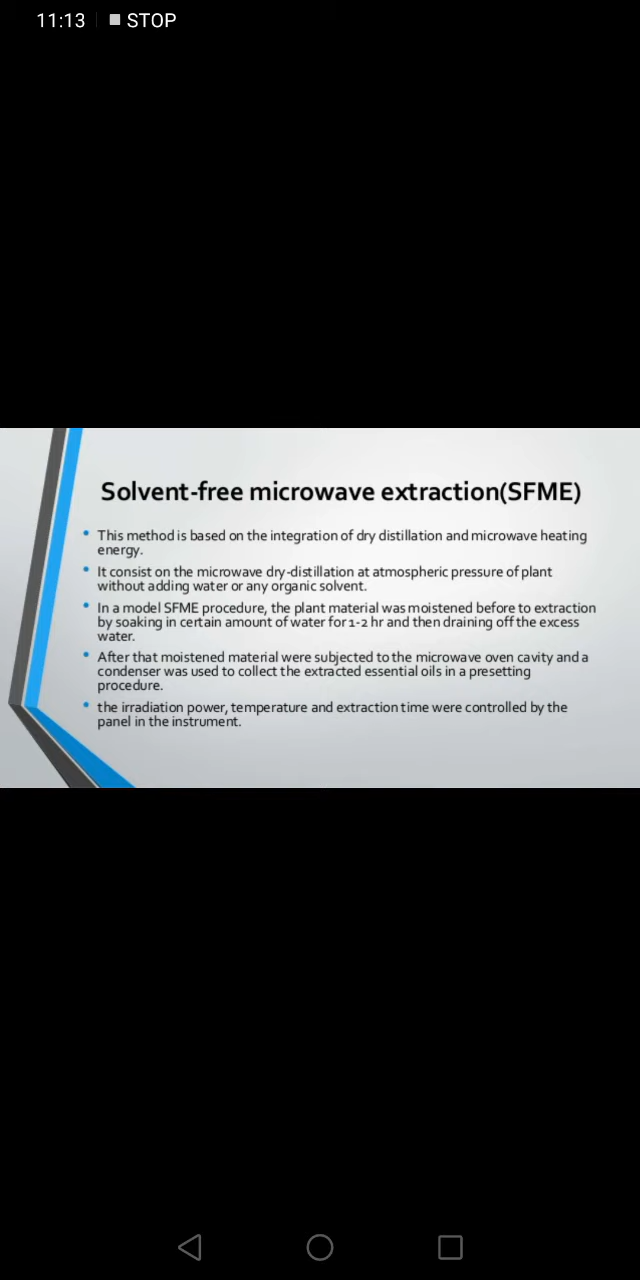 11:13 STOP
Solvent-free microwave extraction(SFME)
• This method is based on the integration of dry distillation and microwave heating
energy.
• It consist on the microwave dry-distillation at atmospheric pressure of plant
without adding water or any organic solvent.
• In a model SFME procedure, the plant material was moistened before to extraction
by soaking in certain amount of water for 1-2 hr and then draining off the excess
water.
• After that moistened material were subjected to the microwave oven cavity and a
condenser was used to collect the extracted essential oils in a presetting
procedure.
• the irradiation power, temperature and extraction time were controlled by the
panel in the instrument.